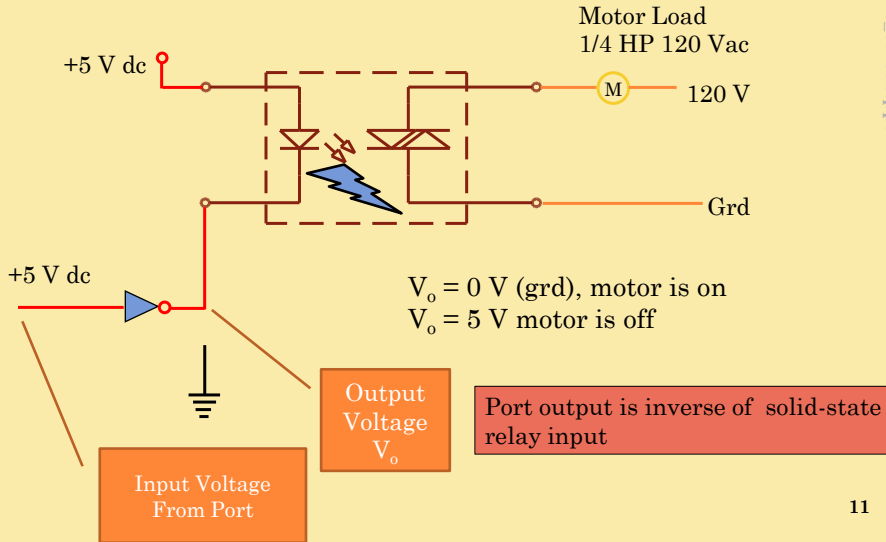 Motor Load
1/4 HP 120 Vac
+5 V dc
M
120 V
Grd
+5 V dc
Vₒ = 0 V (grd), motor is on
Vₒ = 5 V motor is off
Output
Voltage
Vₒ
Port output is inverse of solid-state
relay input
Input Voltage
From Port
11